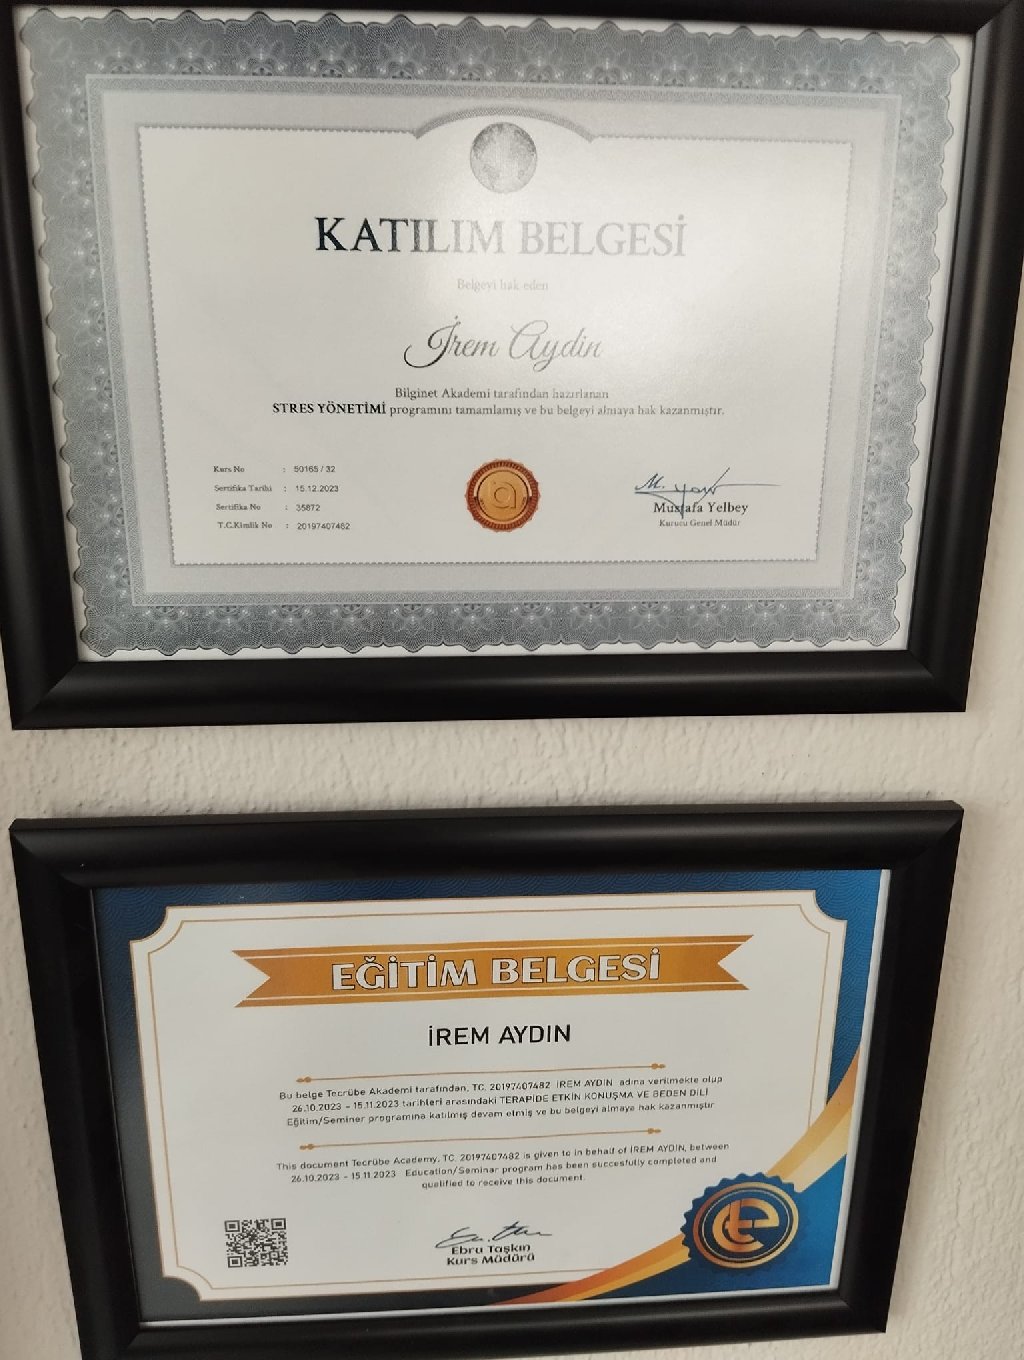 KATILIM BELGESİ
Belgeyi hak eden
İrem Aydin
Bilginet Akademi tarafından hazırlanan
STRES YÖNETİMİ programını tamamlamış ve bu belgeyi almaya hak kazanmıştır.
Kurs No : 50165 / 32
Sertifika Tarihi : 15.12.2023
Sertifika No : 35872
T.C.Kimlik No : 20197407482
Mustafa Yelbey
Kurucu Genel Müdür
EĞİTİM BELGESİ
İREM AYDIN
Bu belge Tecrübe Akademi tarafından, TC. 20197407482 İREM AYDIN adına verilmekte olup
26.10.2023 - 15.11.2023 tarihleri arasındaki TERAPİDE ETKİN KONUŞMA VE BEDEN DİLİ
Eğitim/Seminer programına katılmış devam etmiş ve bu belgeyi almaya hak kazanmıştır
This document Tecrübe Academy, TC. 20197407482 is given to in behalf of İREM AYDIN, between
26.10.2023 - 15.11.2023 Education/Seminar program has been succesfully completed and
qualified to receive this document.
Ebru Taşkın
Kurs Müdürü